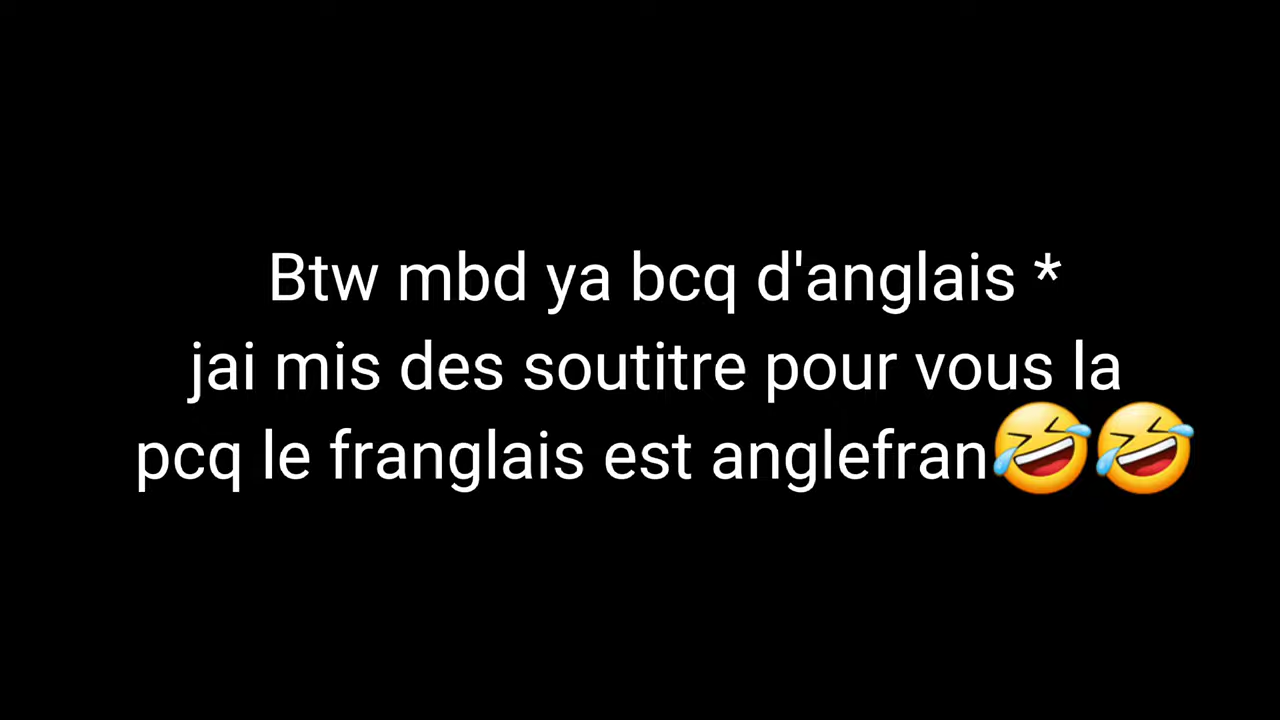 Btw mbd ya bcq d'anglais *
jai mis des soutitre pour vous la
pcq le franglais est anglefran🤣🤣